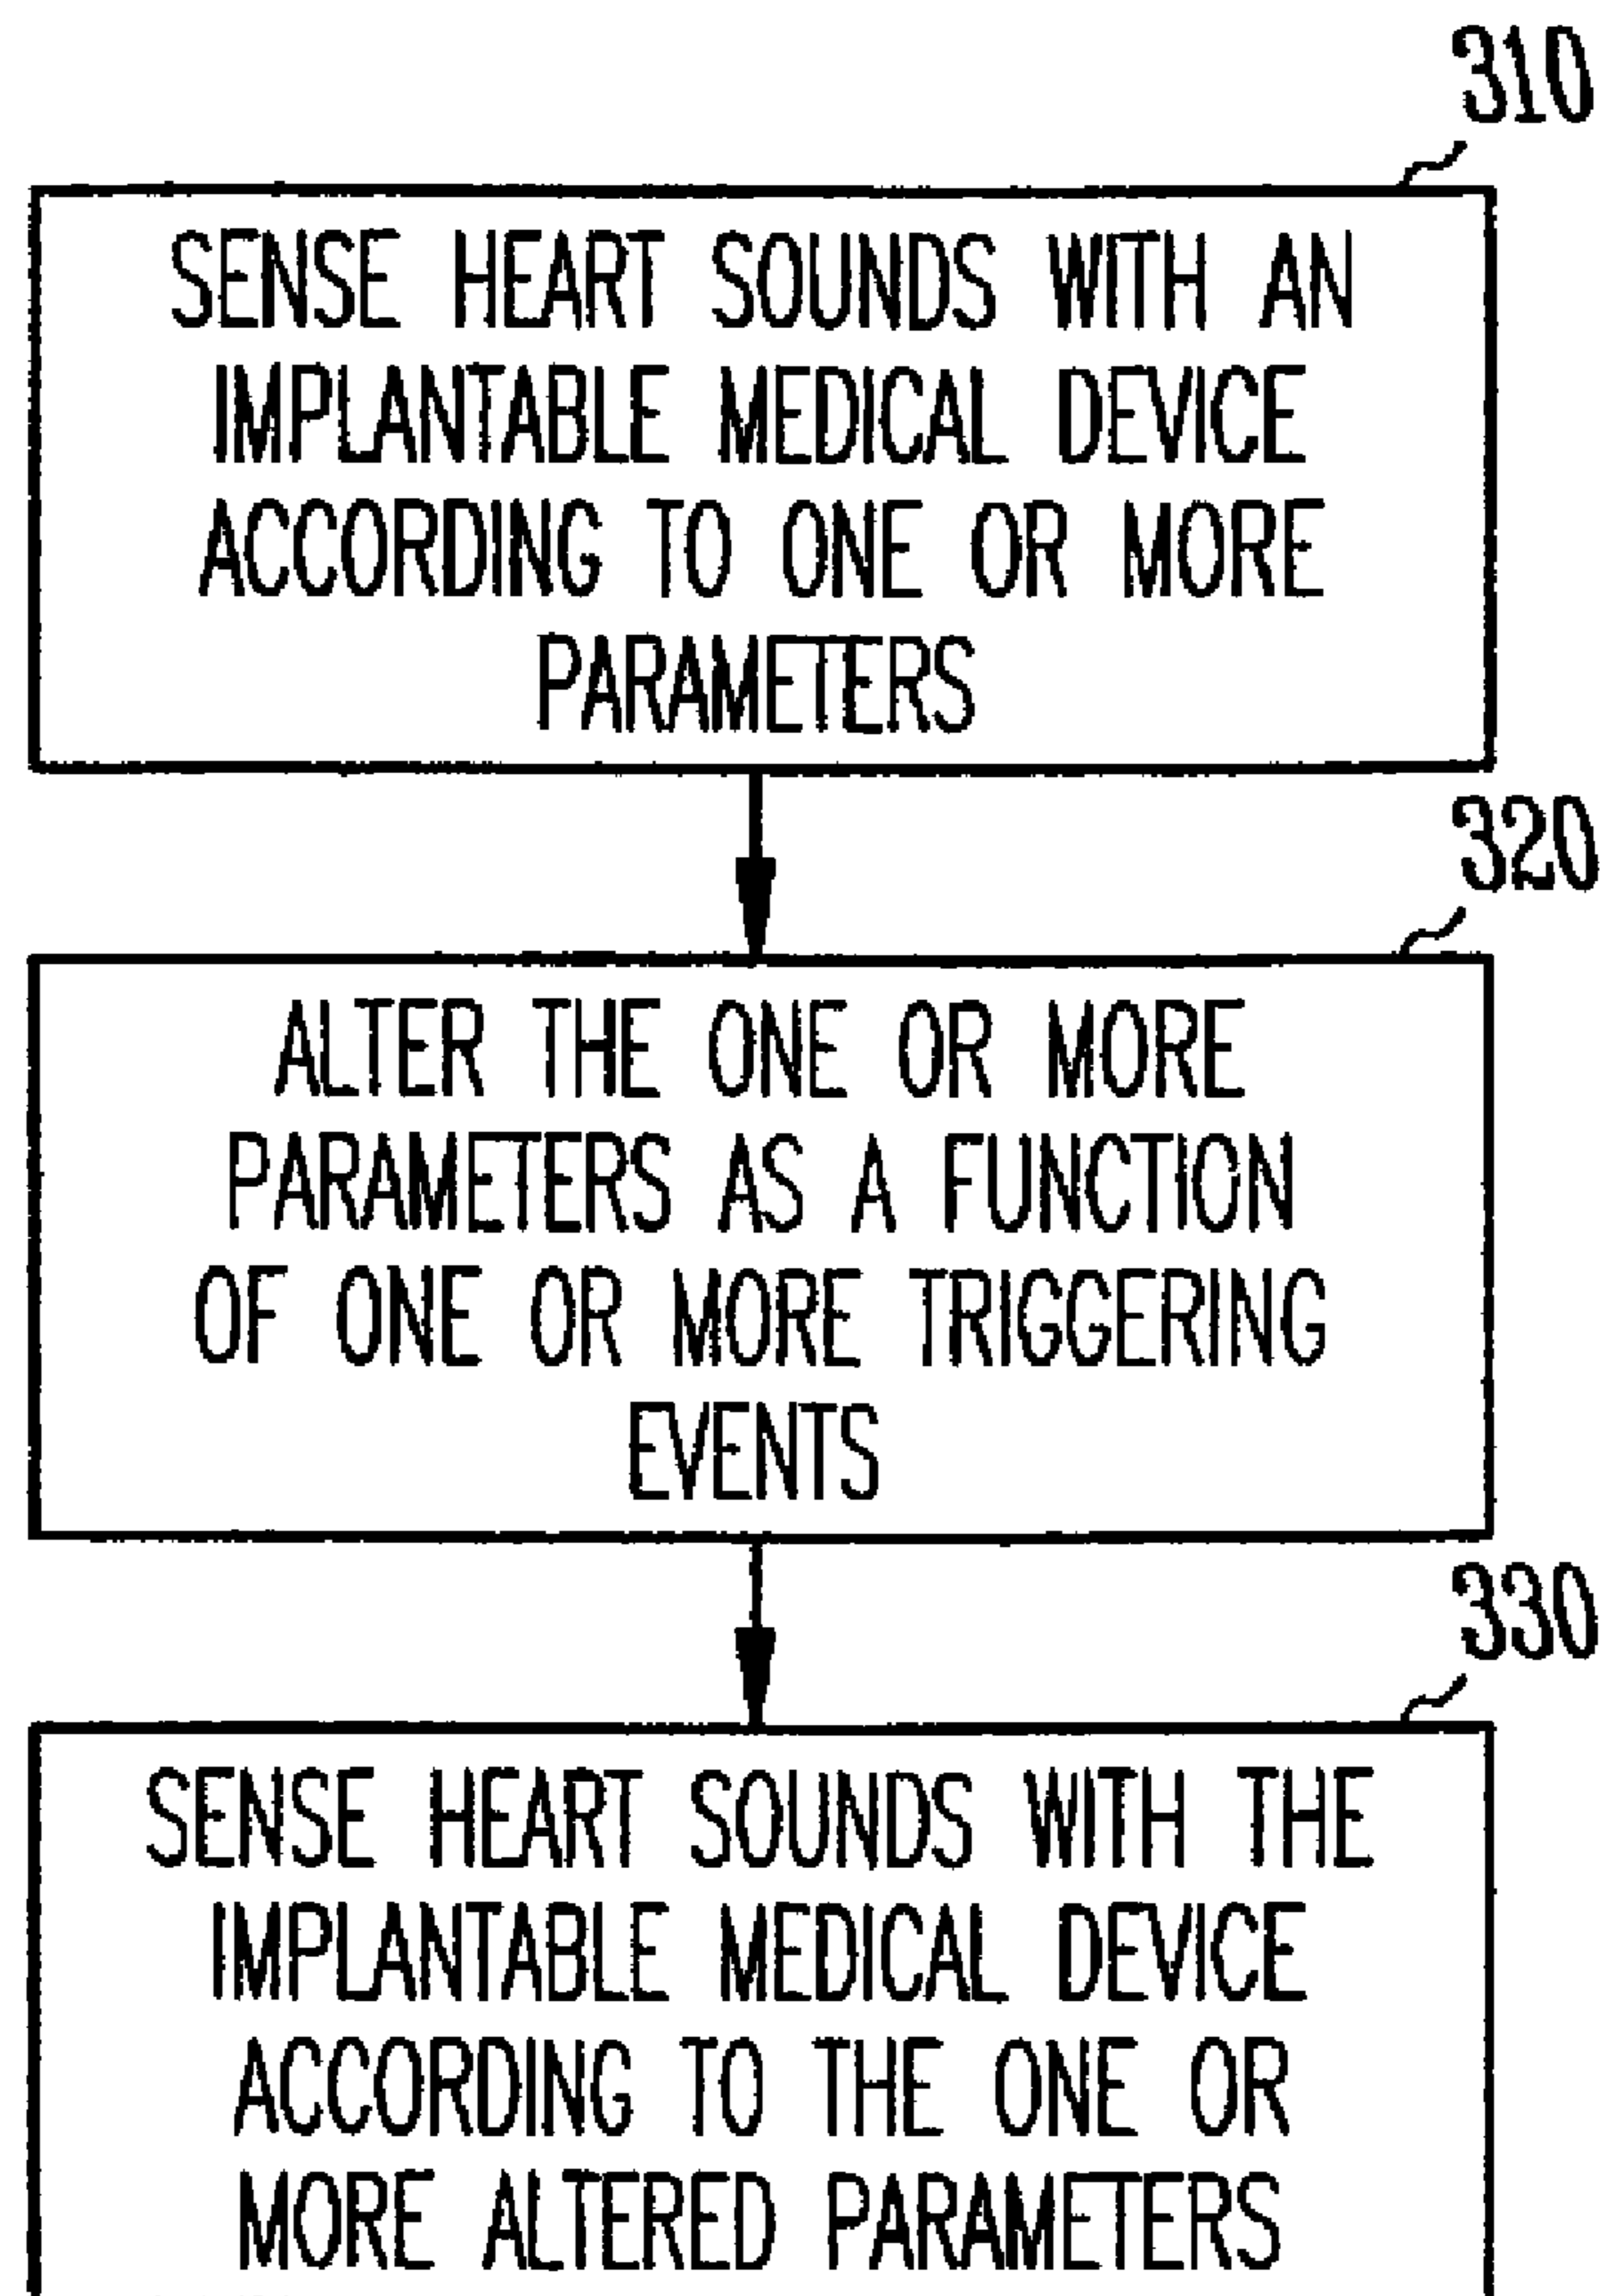 310
SENSE HEART SOUNDS WITH AN
IMPLANTABLE MEDICAL DEVICE
ACCORDING TO ONE OR MORE
PARAMETERS
320
ALTER THE ONE OR MORE
PARAMETERS AS A FUNCTION
OF ONE OR MORE TRIGGERING
EVENTS
330
SENSE HEART SOUNDS WITH THE
IMPLANTABLE MEDICAL DEVICE
ACCORDING TO THE ONE OR
MORE ALTERED PARAMETERS